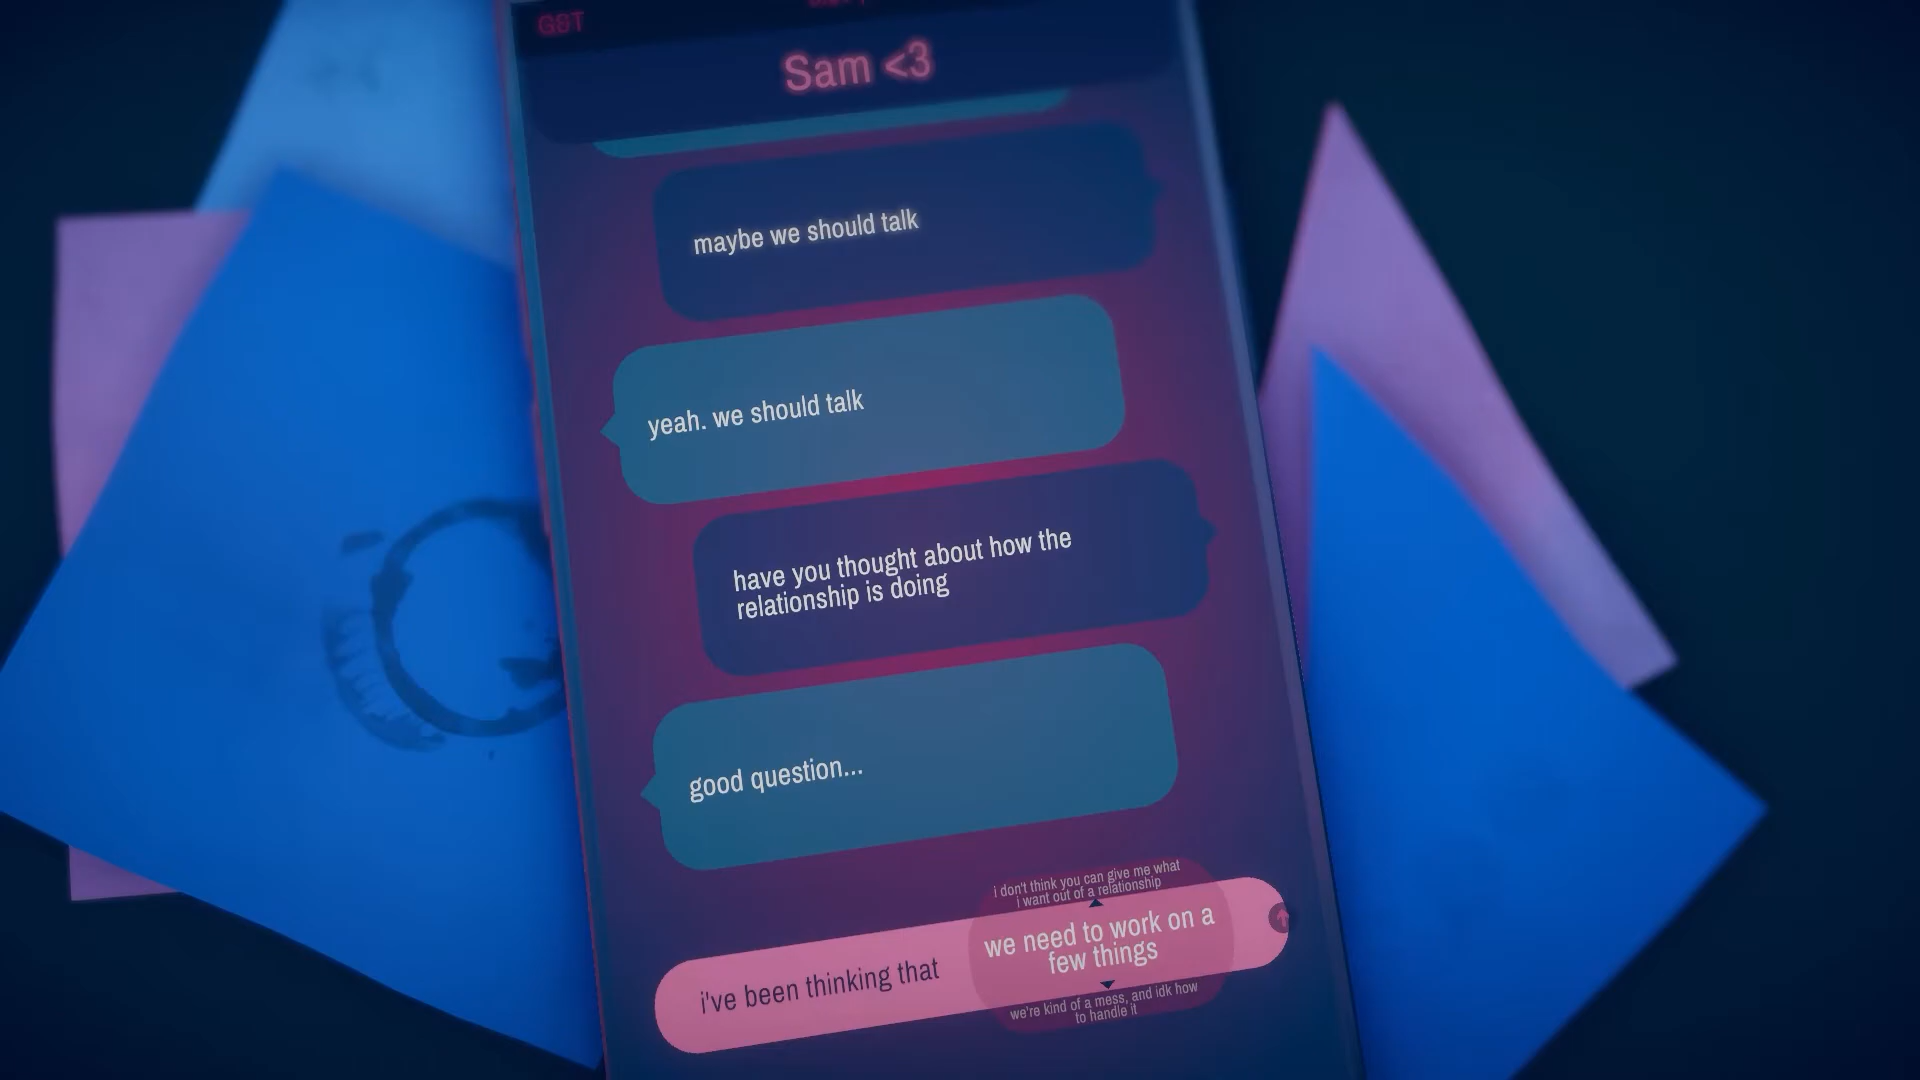 GST
Sam <3
maybe we should talk
yeah. we should talk
have you thought about how the
relationship is doing
good question...
i don't think you can give me what
i want out of a relationship
i've been thinking that
we need to work on a
few things
we're kind of a mess, and idk how
to handle it